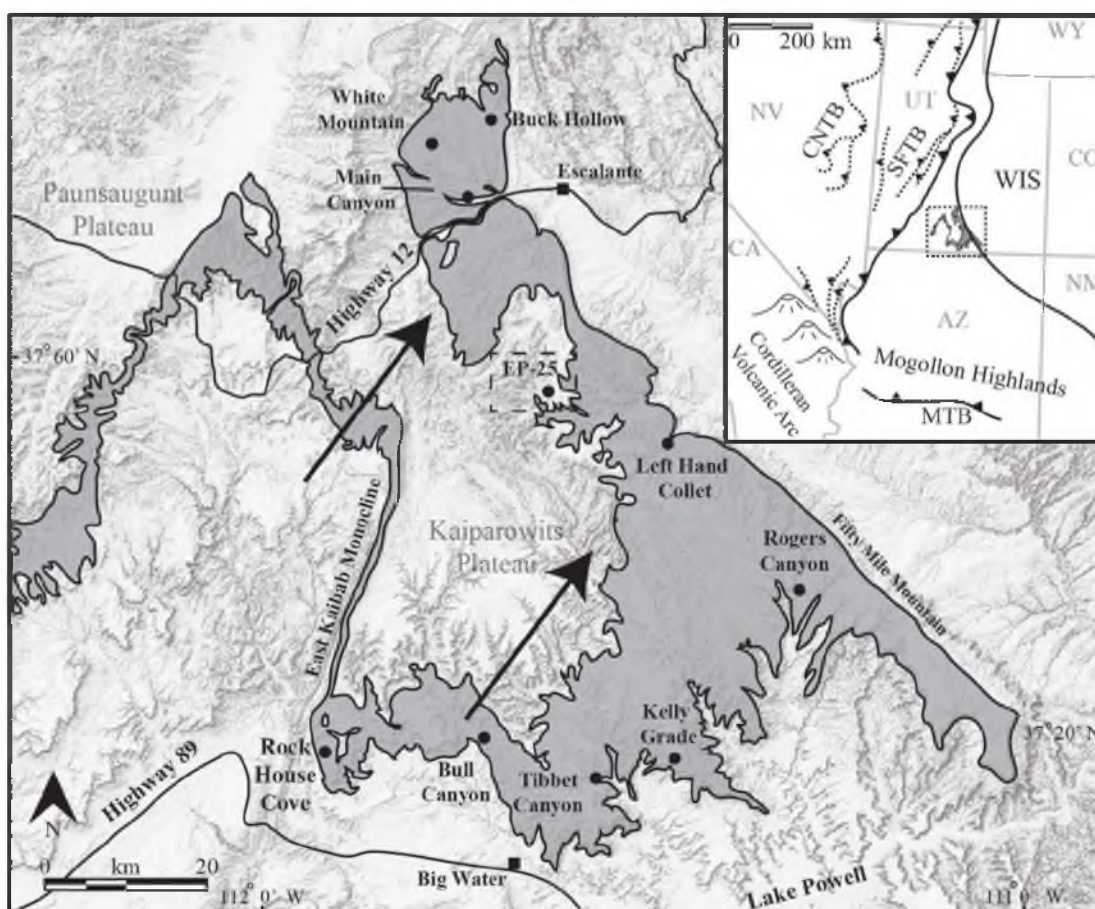 White
Mountain
Buck Hollow
Main
Canyon
Escalante
Paunsaugunt
Plateau
Highway 12
37°60' N
EP-25
Left Hand
Collet
Kaiparowits
Plateau
Rogers
Canyon
Fifty Mile Mountain
East Kaibab Monocline
Kelly
Grade
37°20' N
Rock
House
Cove
Bull
Canyon
Tibbet
Canyon
Highway 89
N
0 km 20
Big Water
Lake Powell
112° W
111° W
0 200 km
WY
NV
UT
CNTB
SFTB
CO
WIS
CA
NM
AZ
Cordilleran
Volcanic Arc
Mogollon Highlands
MTB